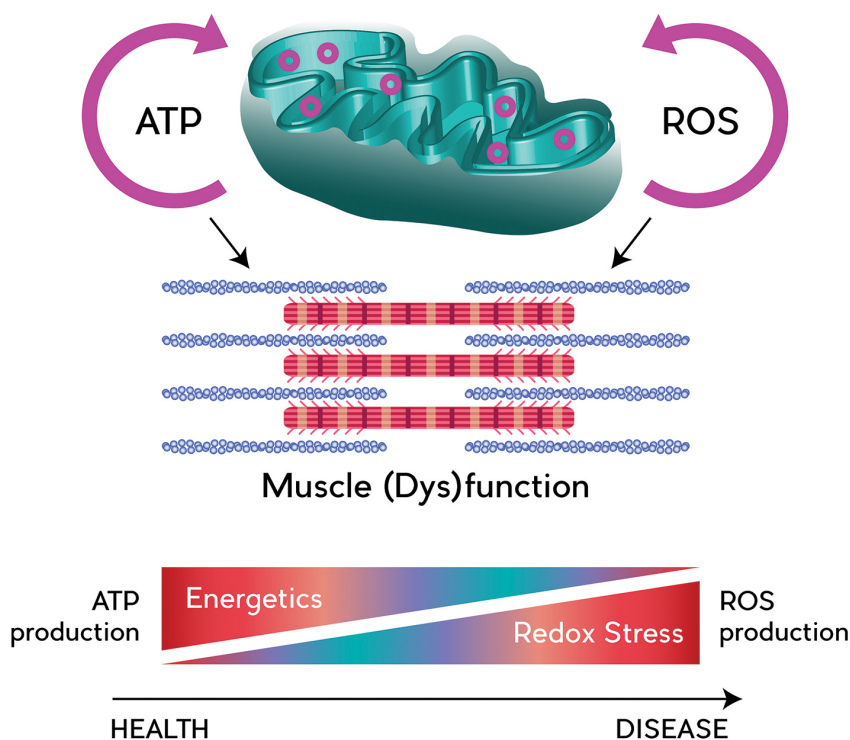 ATP
ROS
Muscle (Dys)function
ATP
production
Energetics
Redox Stress
ROS
production
HEALTH
DISEASE